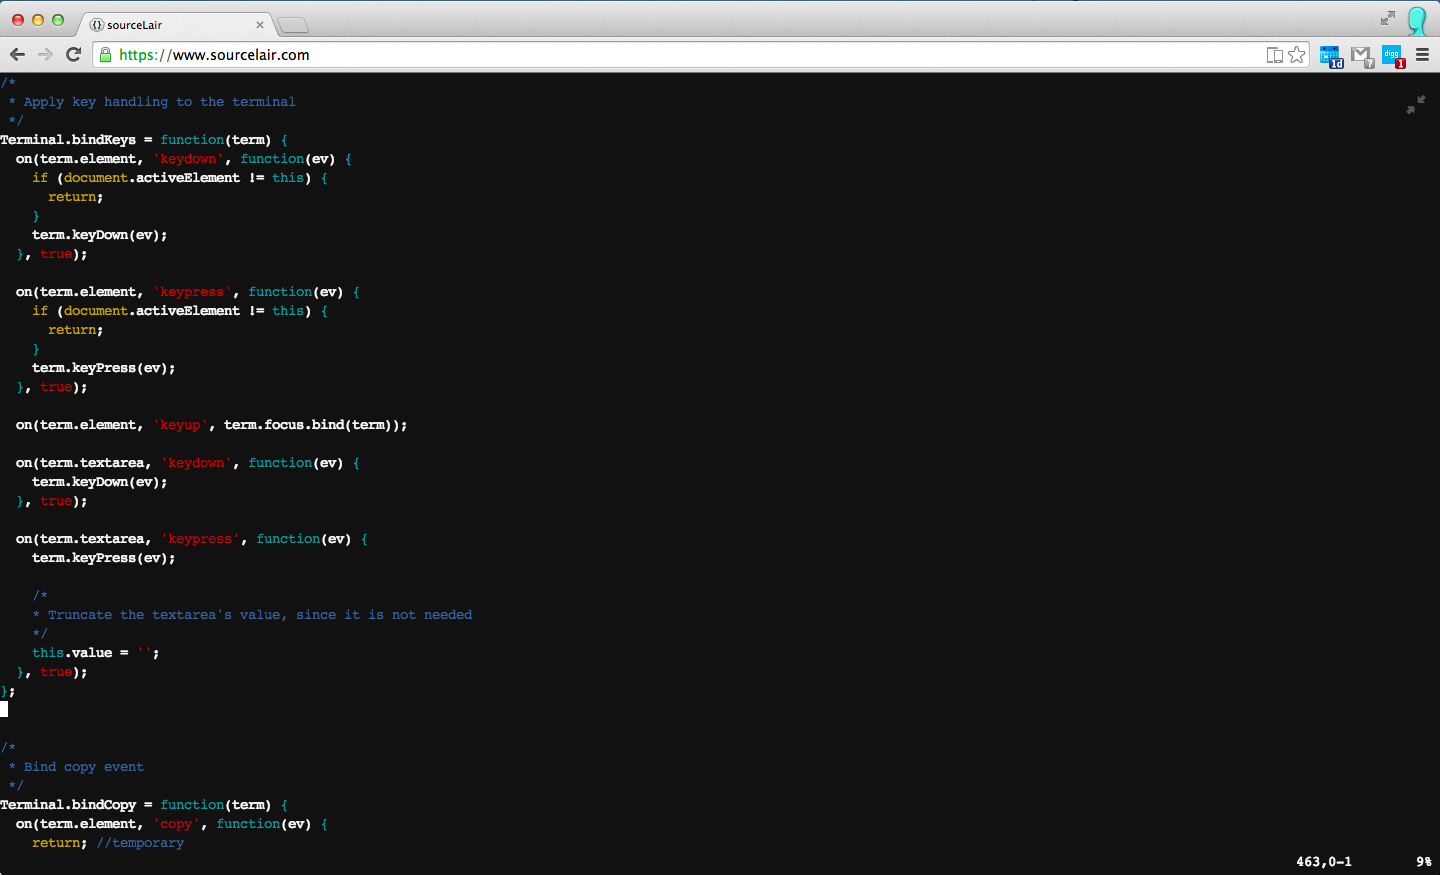 sourceLair
https://www.sourcelair.com
1d
?
digg
1
/*
 * Apply key handling to the terminal
 */
Terminal.bindKeys = function(term) {
  on(term.element, 'keydown', function(ev) {
    if (document.activeElement != this) {
      return;
    }
    term.keyDown(ev);
  }, true);

  on(term.element, 'keypress', function(ev) {
    if (document.activeElement != this) {
      return;
    }
    term.keyPress(ev);
  }, true);

  on(term.element, 'keyup', term.focus.bind(term));

  on(term.textarea, 'keydown', function(ev) {
    term.keyDown(ev);
  }, true);

  on(term.textarea, 'keypress', function(ev) {
    term.keyPress(ev);

    /*
    * Truncate the textarea's value, since it is not needed
    */
    this.value = '';
  }, true);
};

/*
 * Bind copy event
 */
Terminal.bindCopy = function(term) {
  on(term.element, 'copy', function(ev) {
    return; //temporary
463,0-1 9%